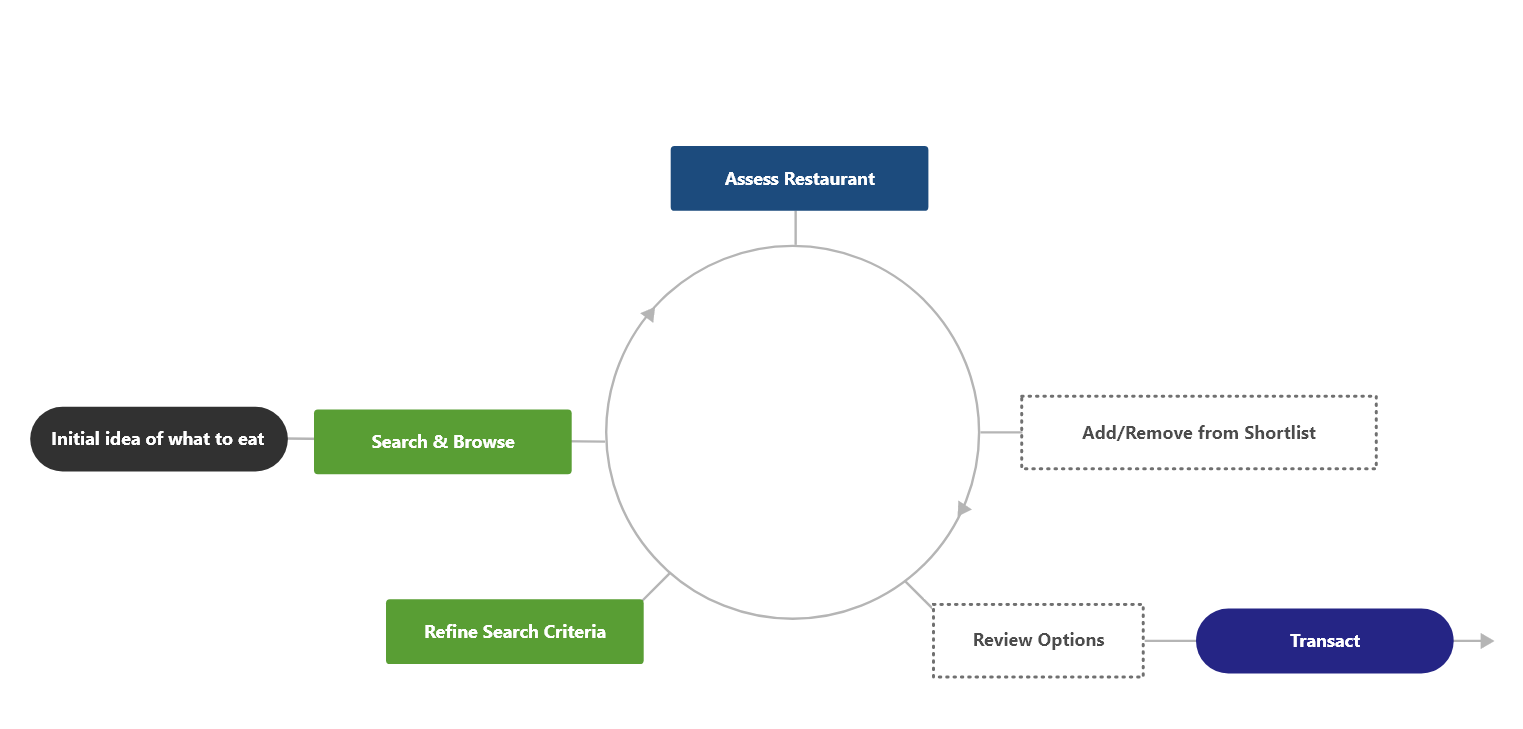 Assess Restaurant
Initial idea of what to eat
Search & Browse
Add/Remove from Shortlist
Refine Search Criteria
Review Options
Transact